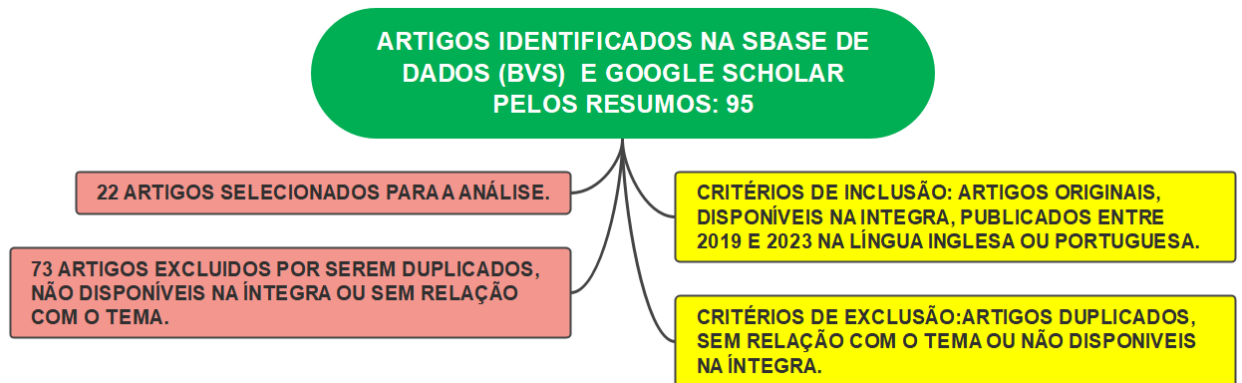 ARTIGOS IDENTIFICADOS NA SBASE DE
DADOS (BVS) E GOOGLE SCHOLAR
PELOS RESUMOS: 95
22 ARTIGOS SELECIONADOS PARA A ANÁLISE.
73 ARTIGOS EXCLUIDOS POR SEREM DUPLICADOS,
NÃO DISPONÍVEIS NA ÍNTEGRA OU SEM RELAÇÃO
COM O TEMA.
CRITÉRIOS DE INCLUSÃO: ARTIGOS ORIGINAIS,
DISPONÍVEIS NA INTEGRA, PUBLICADOS ENTRE
2019 E 2023 NA LÍNGUA INGLESA OU PORTUGUESA.
CRITÉRIOS DE EXCLUSÃO:ARTIGOS DUPLICADOS,
SEM RELAÇÃO COM O TEMA OU NÃO DISPONIVEIS
NA ÍNTEGRA.